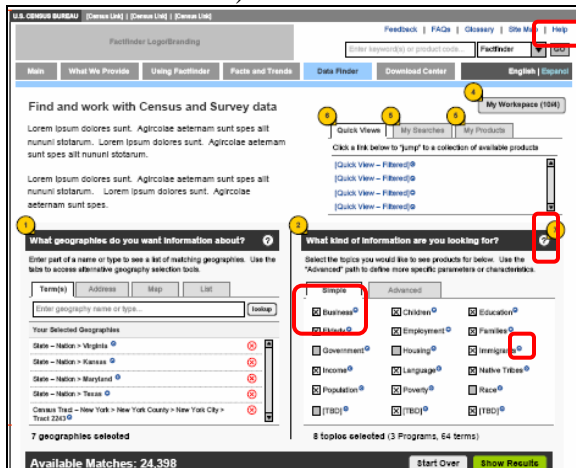 U.S. CENSUS BUREAU [Census Link] | [Census Link] | [Census Link]
Feedback | FAQs | Glossary | Site Map | Help
Factfinder Logo/Branding
Enter keyword(s) or product code... Factfinder GO
Main What We Provide Using Factfinder Facts and Trends Data Finder Download Center English | Espanol
4
My Workspace (10/4)
Find and work with Census and Survey data
6 5 5
Quick Views My Searches My Products
Lorem ipsum dolores sunt. Agircolae aeternam sunt spes alit
nununi stotarum. Lorem ipsum dolores sunt. Agircolae aeternam
sunt spes alit nununi stotarum.
Click a link below to "jump" to a collection of available products
[Quick View – Filtered]
[Quick View – Filtered]
[Quick View – Filtered]
[Quick View – Filtered]
Lorem ipsum dolores sunt. Agircolae aeternam sunt spes alit
nununi stotarum. Lorem ipsum dolores sunt. Agircolae
aeternam sunt spes.
1
What geographies do you want information about? ?
Enter part of a name or type to see a list of matching geographies. Use the
tabs to access alternative geography selection tools.
Term(s) Address Map List
Enter geography name or type... lookup
Your Selected Geographies
State – Nation > Virginia
State – Nation > Kansas
State – Nation > Maryland
State – Nation > Texas
Census Tract – New York > New York County > New York City >
Tract 2243
7 geographies selected
2
What kind of information are you looking for? ?
Select the topics you would like to see products for below. Use the
"Advanced" path to define more specific parameters or characteristics.
Simple Advanced
Business Children Education
Elderly Employment Families
Government Housing Immigrants
Income Language Native Tribes
Population Poverty Race
[TBD] [TBD] [TBD]
8 topics selected (3 Programs, 64 terms)
Available Matches: 24,398 Start Over Show Results